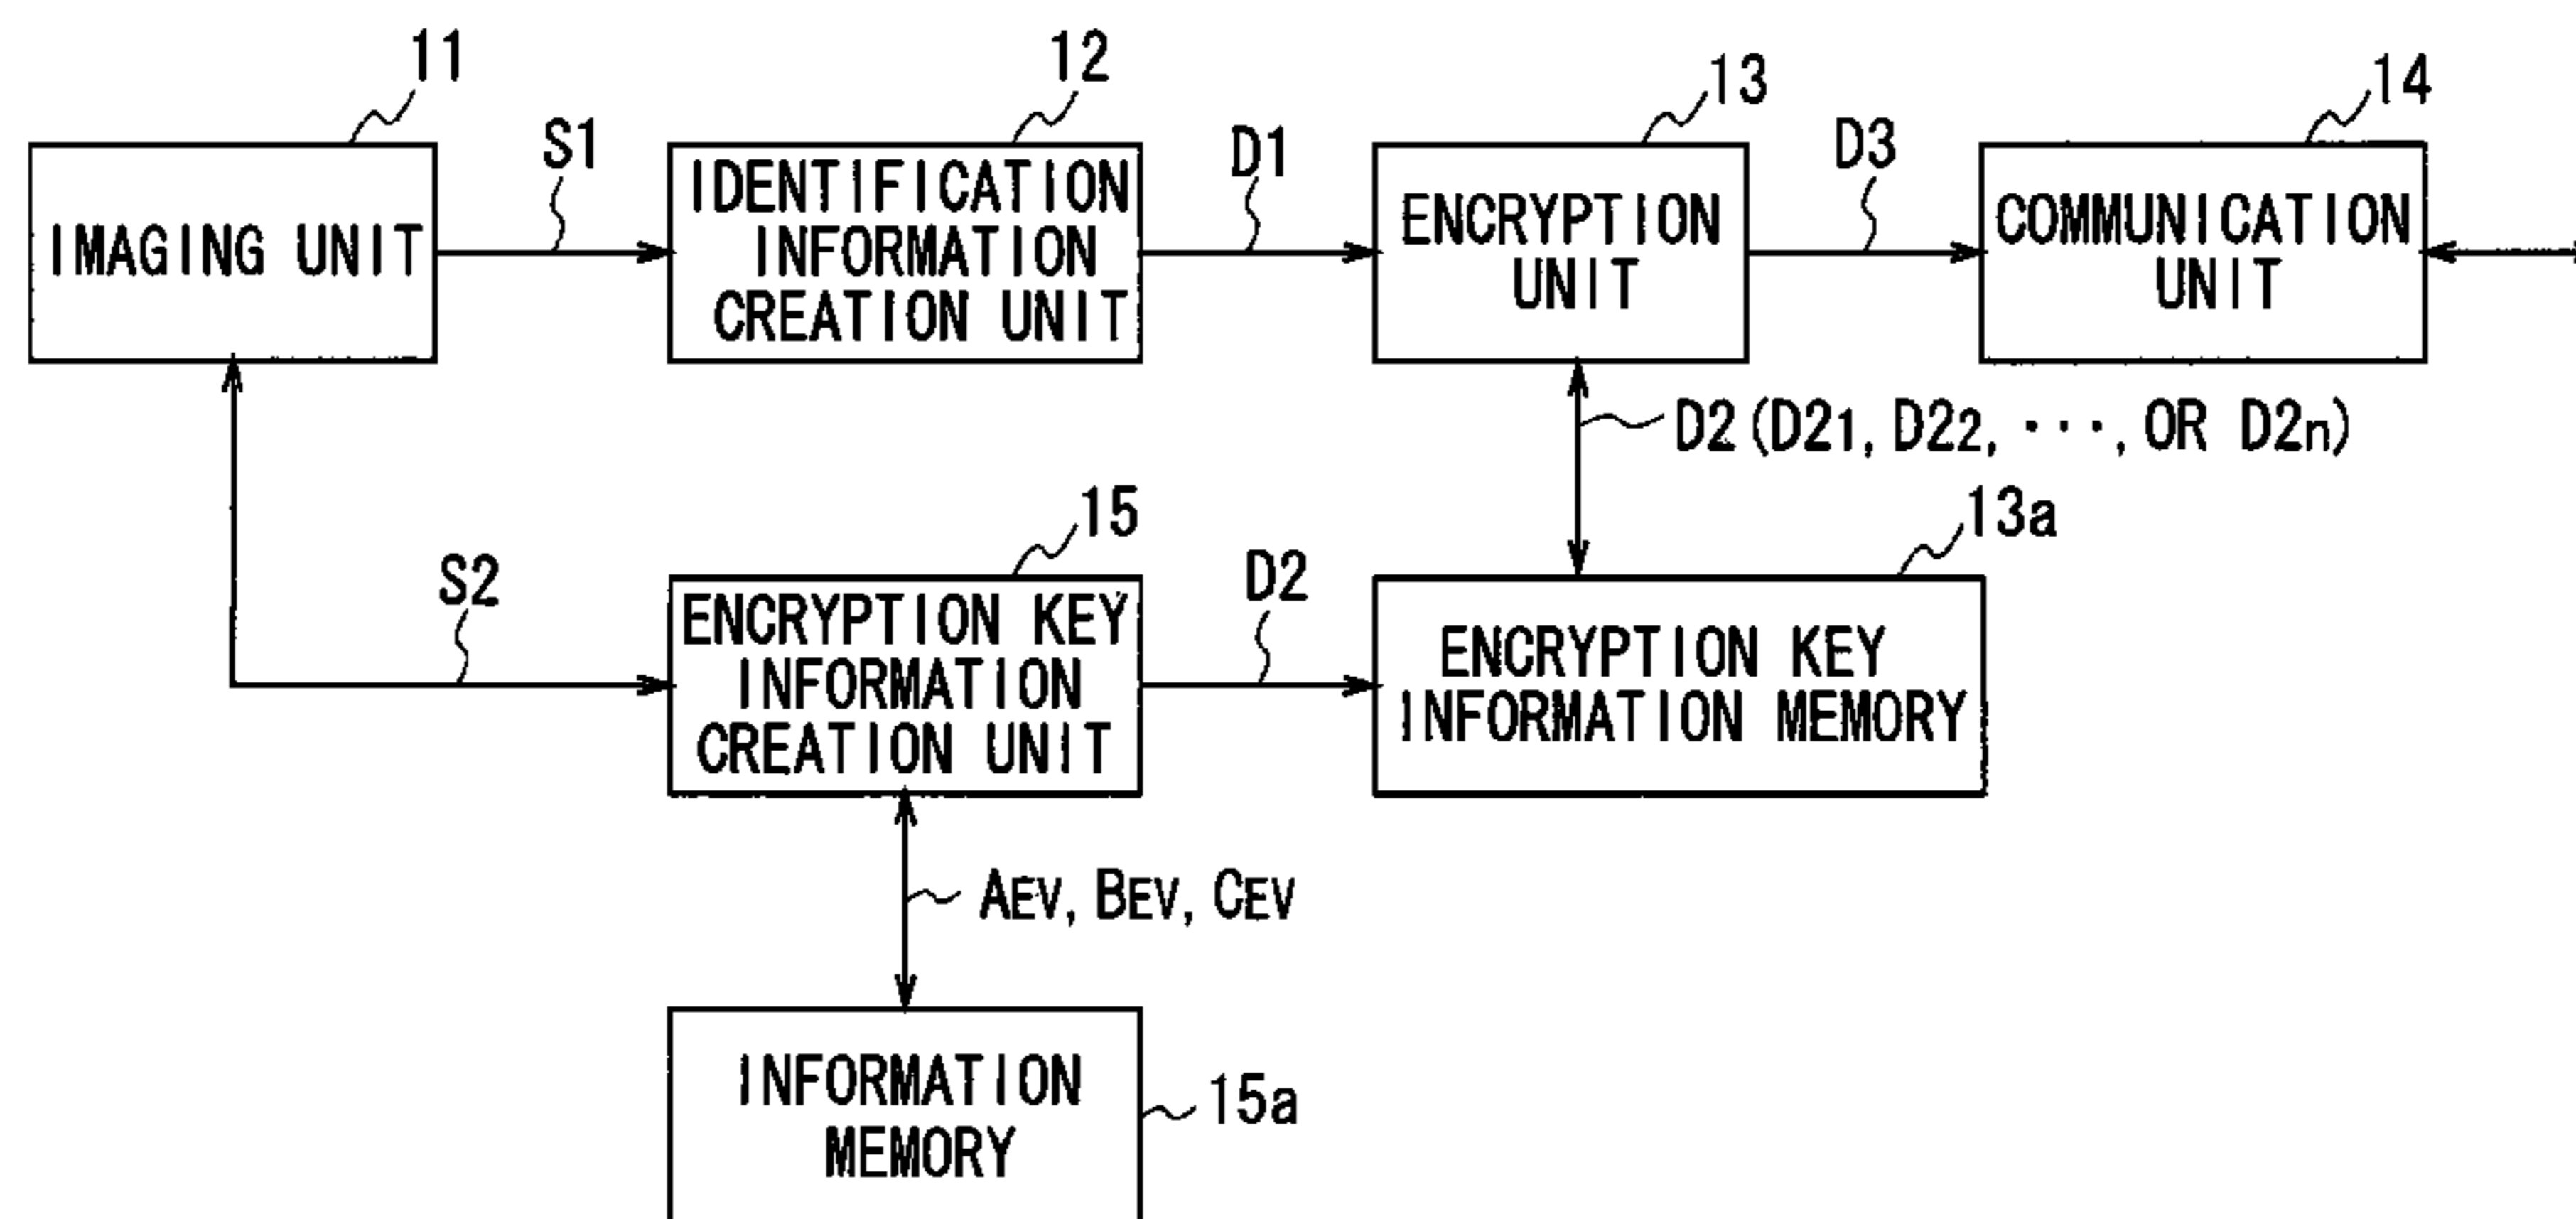 11
12
13
14
S1
D1
D3
IMAGING UNIT
IDENTIFICATION
INFORMATION
CREATION UNIT
ENCRYPTION
UNIT
COMMUNICATION
UNIT
D2 (D21, D22, ･･･, OR D2n)
15
13a
S2
D2
ENCRYPTION KEY
INFORMATION
CREATION UNIT
ENCRYPTION KEY
INFORMATION MEMORY
AEV, BEV, CEV
INFORMATION
MEMORY
15a